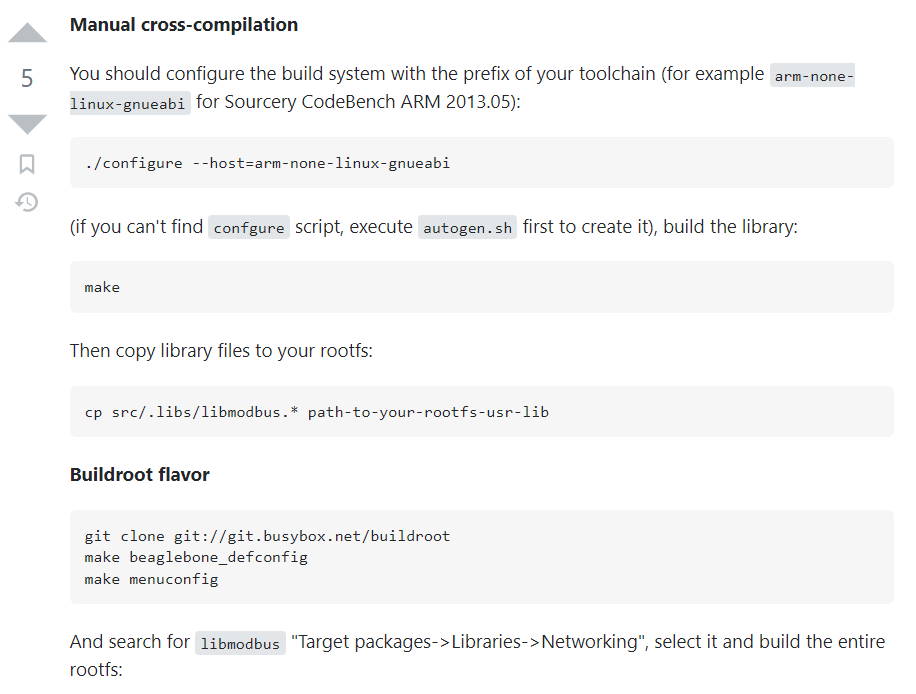 Manual cross-compilation
5
You should configure the build system with the prefix of your toolchain (for example arm-none-
linux-gnueabi for Sourcery CodeBench ARM 2013.05):
./configure --host=arm-none-linux-gnueabi
(if you can't find confgure script, execute autogen.sh first to create it), build the library:
make
Then copy library files to your rootfs:
cp src/.libs/libmodbus.* path-to-your-rootfs-usr-lib
Buildroot flavor
git clone git://git.busybox.net/buildroot
make beaglebone_defconfig
make menuconfig
And search for libmodbus "Target packages->Libraries->Networking", select it and build the entire
rootfs: